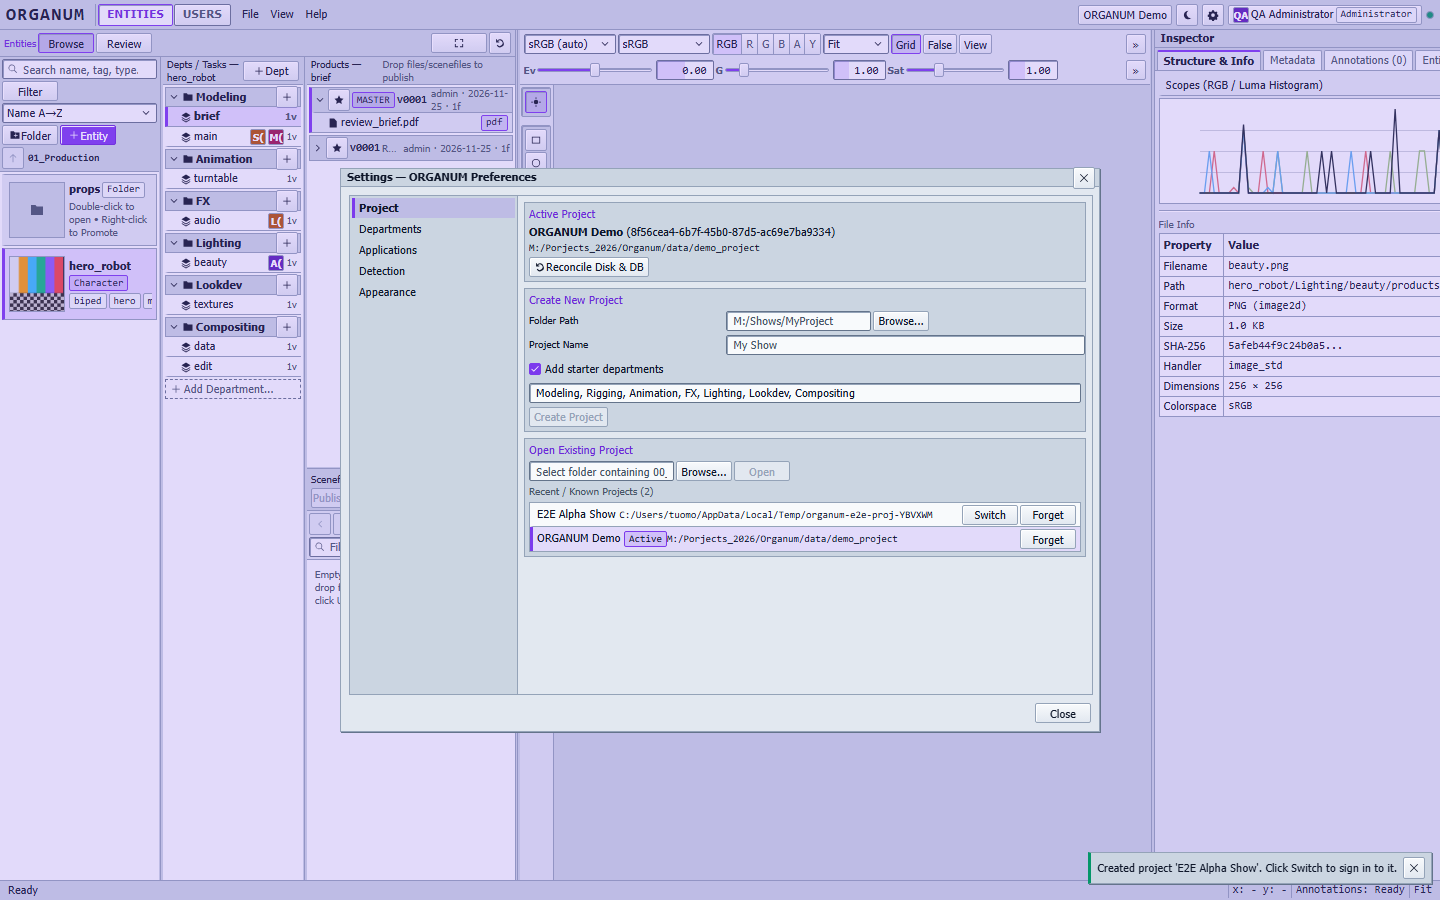 ORGANUM
ENTITIES
USERS
File
View
Help
ORGANUM Demo
QA
QA Administrator
Administrator
Entities
Browse
Review
Search name, tag, type.
Filter
Name A→Z
Folder
+ Entity
01_Production
props
Folder
Double-click to
open • Right-click
to Promote
hero_robot
Character
biped
hero
Depts / Tasks —
hero_robot
+ Dept
Modeling
brief
1v
main
S(
M(
1v
Animation
turntable
1v
FX
audio
L(
1v
Lighting
beauty
A(
1v
Lookdev
textures
1v
Compositing
data
1v
edit
1v
+ Add Department...
Products —
brief
Drop files/scenefiles to
publish
MASTER
v0001
admin · 2026-11-
25 · 1f
review_brief.pdf
pdf
v0001
R...
admin · 2026-11-25 · 1f
Scenef
Publis
Fil
Empty
drop f
click U
sRGB (auto)
sRGB
RGB
R
G
B
A
Y
Fit
Grid
False
View
»
Ev
0.00
G
1.00
Sat
1.00
»
Settings — ORGANUM Preferences
Project
Departments
Applications
Detection
Appearance
Active Project
ORGANUM Demo (8f56cea4-6b7f-45b0-87d5-ac69e7ba9334)
M:/Porjects_2026/Organum/data/demo_project
Reconcile Disk & DB
Create New Project
Folder Path
M:/Shows/MyProject
Browse...
Project Name
My Show
Add starter departments
Modeling, Rigging, Animation, FX, Lighting, Lookdev, Compositing
Create Project
Open Existing Project
Select folder containing 00_
Browse...
Open
Recent / Known Projects (2)
E2E Alpha Show C:/Users/tuomo/AppData/Local/Temp/organum-e2e-proj-YBVXWM
Switch
Forget
ORGANUM Demo
Active
M:/Porjects_2026/Organum/data/demo_project
Forget
Close
Inspector
Structure & Info
Metadata
Annotations (0)
Enti
Scopes (RGB / Luma Histogram)
File Info
Property
Value
Filename
beauty.png
Path
hero_robot/Lighting/beauty/products
Format
PNG (image2d)
Size
1.0 KB
SHA-256
5afeb44f9c24b0a5...
Handler
image_std
Dimensions
256 × 256
Colorspace
sRGB
Created project 'E2E Alpha Show'. Click Switch to sign in to it.
Ready
x: - y: -
Annotations: Ready
Fit